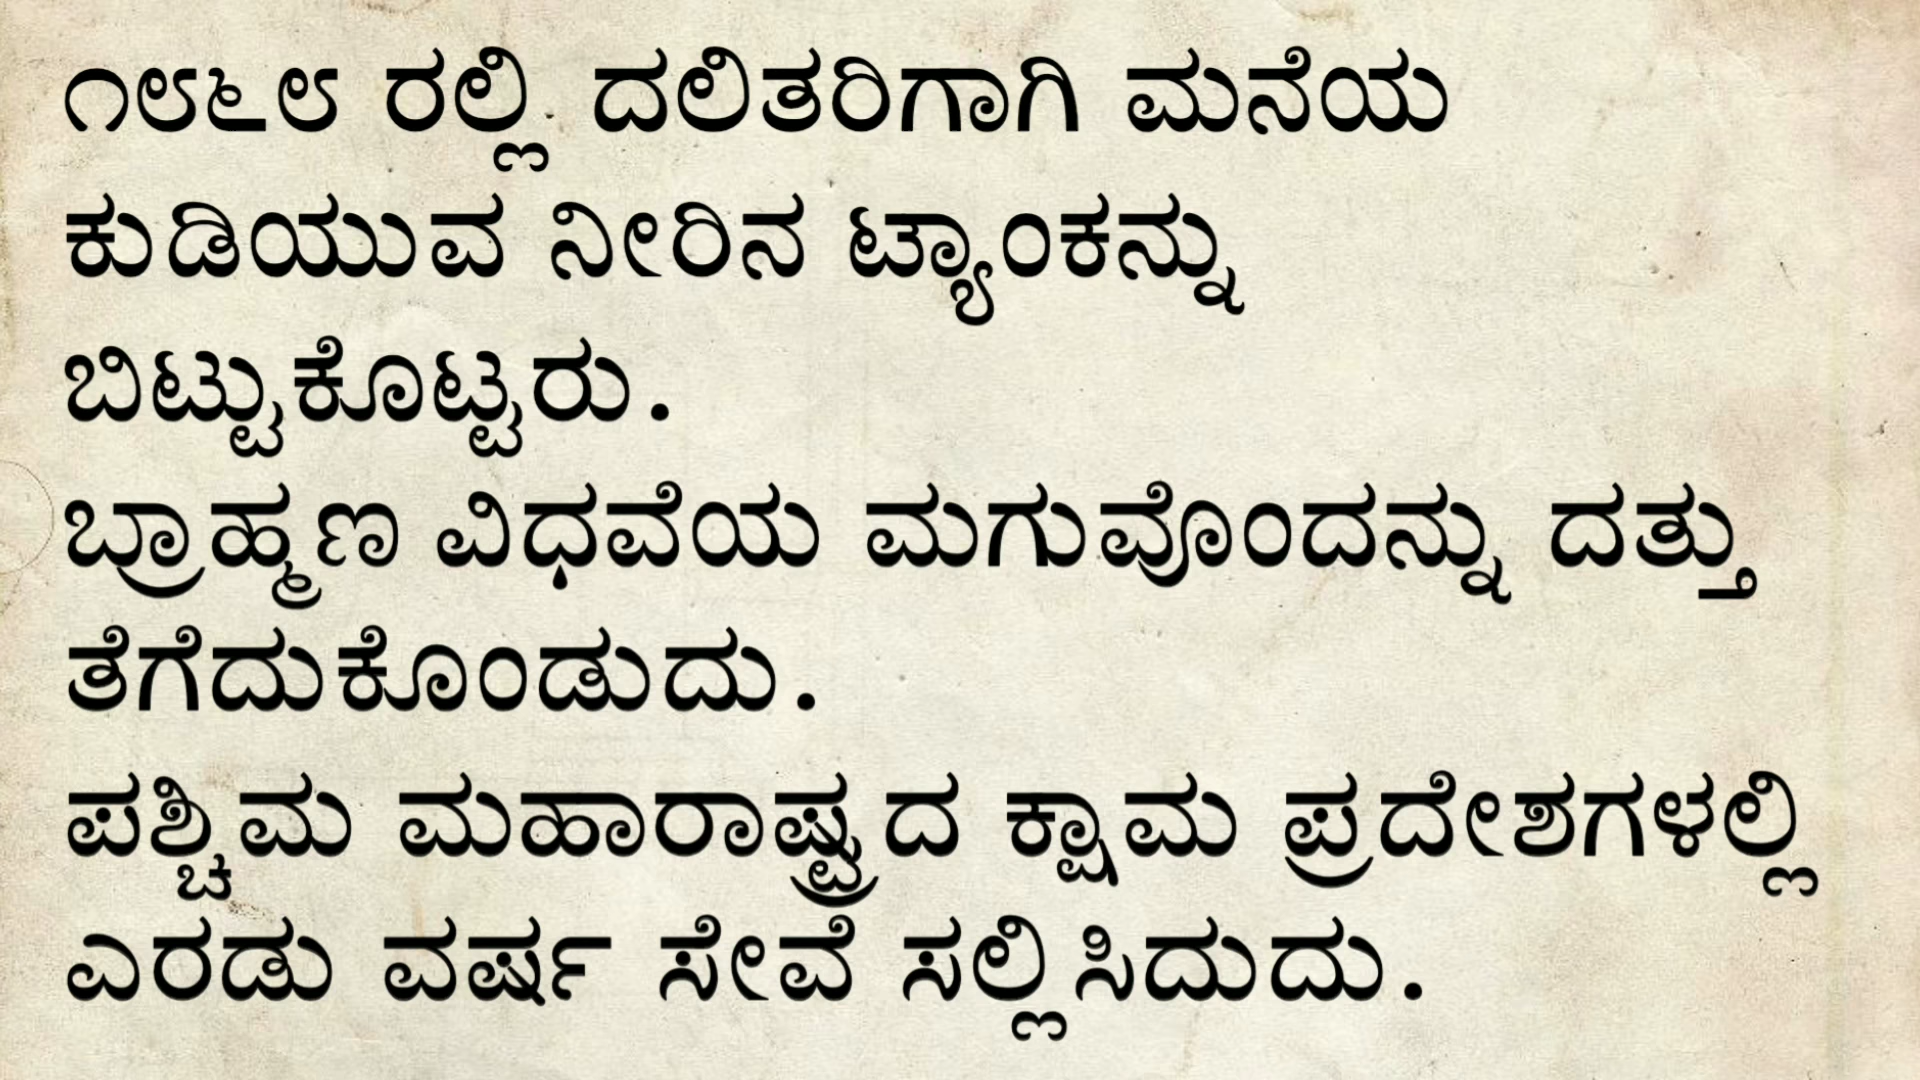 ೧೮೬೮ ರಲ್ಲಿ ದಲಿತರಿಗಾಗಿ ಮನೆಯ
ಕುಡಿಯುವ ನೀರಿನ ಟ್ಯಾಂಕನ್ನು
ಬಿಟ್ಟುಕೊಟ್ಟರು.
ಬ್ರಾಹ್ಮಣ ವಿಧವೆಯ ಮಗುವೊಂದನ್ನು ದತ್ತು
ತೆಗೆದುಕೊಂಡುದು.
ಪಶ್ಚಿಮ ಮಹಾರಾಷ್ಟ್ರದ ಕ್ಷಾಮ ಪ್ರದೇಶಗಳಲ್ಲಿ
ಎರಡು ವರ್ಷ ಸೇವೆ ಸಲ್ಲಿಸಿದುದು.